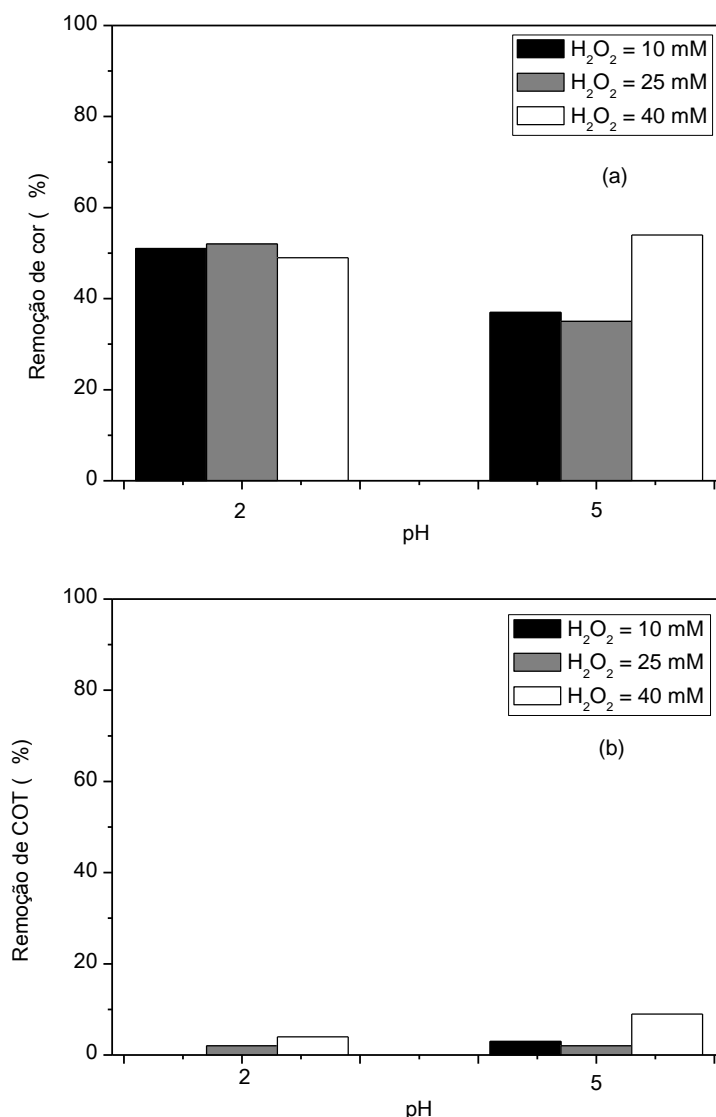 100
80
60
40
20
0
Remoção de cor ( %)
H2O2 = 10 mM
H2O2 = 25 mM
H2O2 = 40 mM
(a)
2 5
pH
100
80
60
40
20
0
Remoção de COT ( %)
H2O2 = 10 mM
H2O2 = 25 mM
H2O2 = 40 mM
(b)
2 5
pH